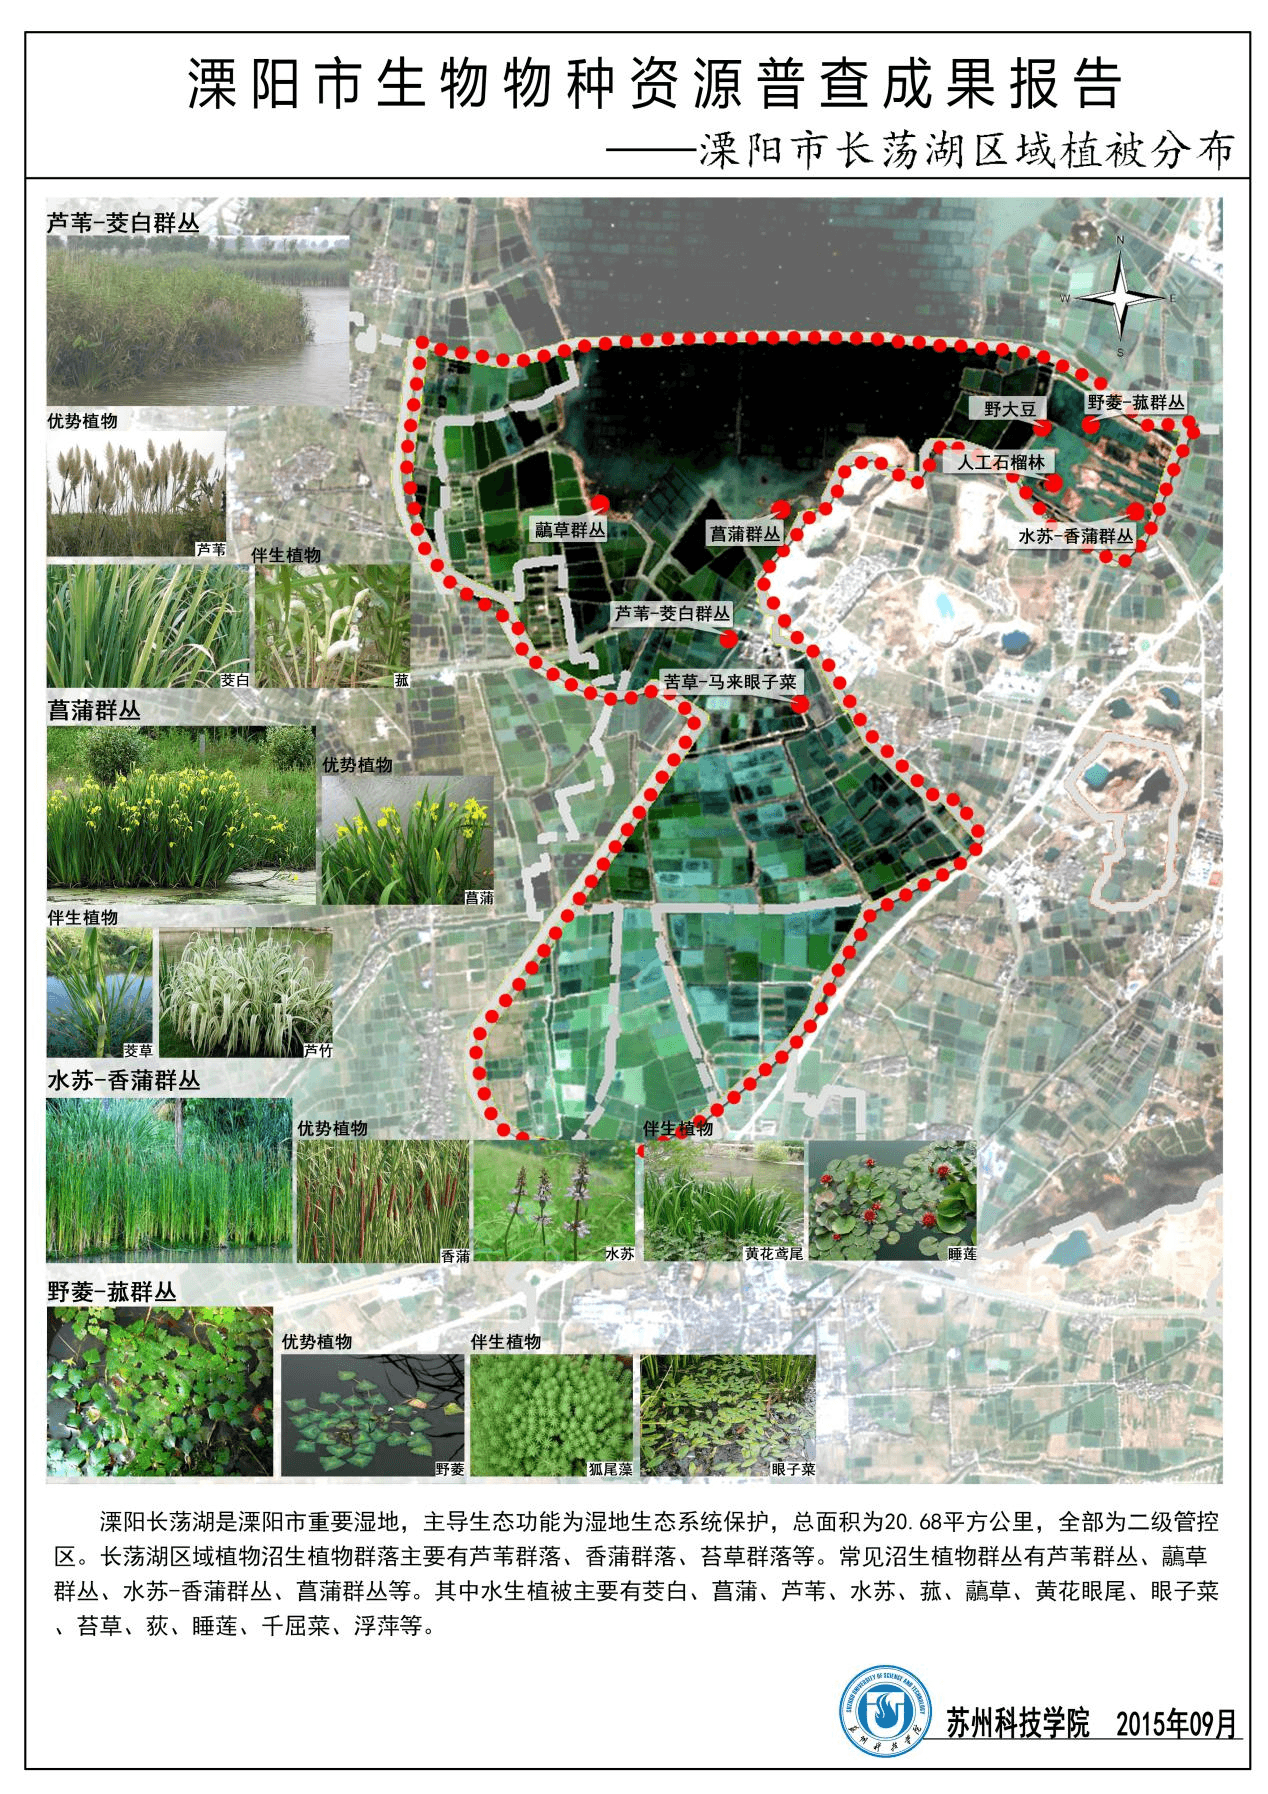 溧阳市生物物种资源普查成果报告
——溧阳市长荡湖区域植被分布
芦苇-茭白群丛
优势植物
芦苇
伴生植物
茭白
菰
菖蒲群丛
优势植物
菖蒲
伴生植物
茭草
芦竹
水苏-香蒲群丛
优势植物
香蒲
水苏
伴生植物
黄花鸢尾
睡莲
野菱-菰群丛
优势植物
野菱
伴生植物
狐尾藻
眼子菜
N
W
E
S
野大豆
野菱-菰群丛
人工石榴林
水苏-香蒲群丛
藨草群丛
菖蒲群丛
芦苇-茭白群丛
苦草-马来眼子菜
溧阳长荡湖是溧阳市重要湿地，主导生态功能为湿地生态系统保护，总面积为20.68平方公里，全部为二级管控
区。长荡湖区域植物沼生植物群落主要有芦苇群落、香蒲群落、苔草群落等。常见沼生植物群丛有芦苇群丛、藨草
群丛、水苏-香蒲群丛、菖蒲群丛等。其中水生植被主要有茭白、菖蒲、芦苇、水苏、菰、藨草、黄花眼尾、眼子菜
、苔草、荻、睡莲、千屈菜、浮萍等。
SUZHOU UNIVERSITY OF SCIENCE AND TECHNOLOGY
苏州科技学院
苏州科技学院 2015年09月